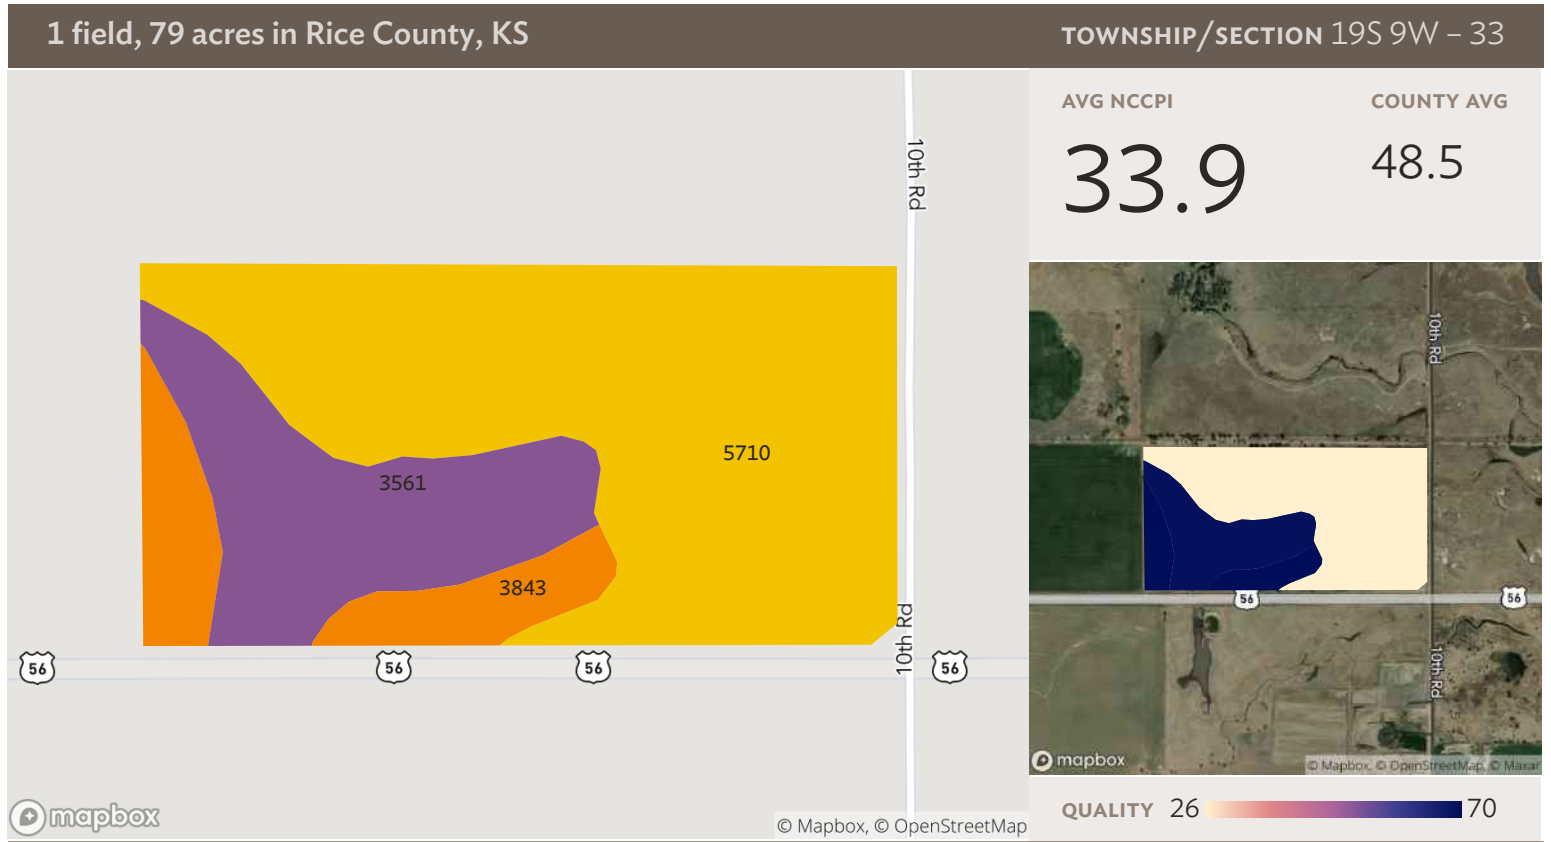 1 field, 79 acres in Rice County, KS
TOWNSHIP/SECTION 19S 9W – 33
10th Rd
5710
3561
3843
10th Rd
56
56
56
56
mapbox
© Mapbox, © OpenStreetMap
AVG NCCPI
33.9
COUNTY AVG
48.5
10th Rd
56
56
10th Rd
mapbox
© Mapbox, © OpenStreetMap, © Maxar
QUALITY 26 70